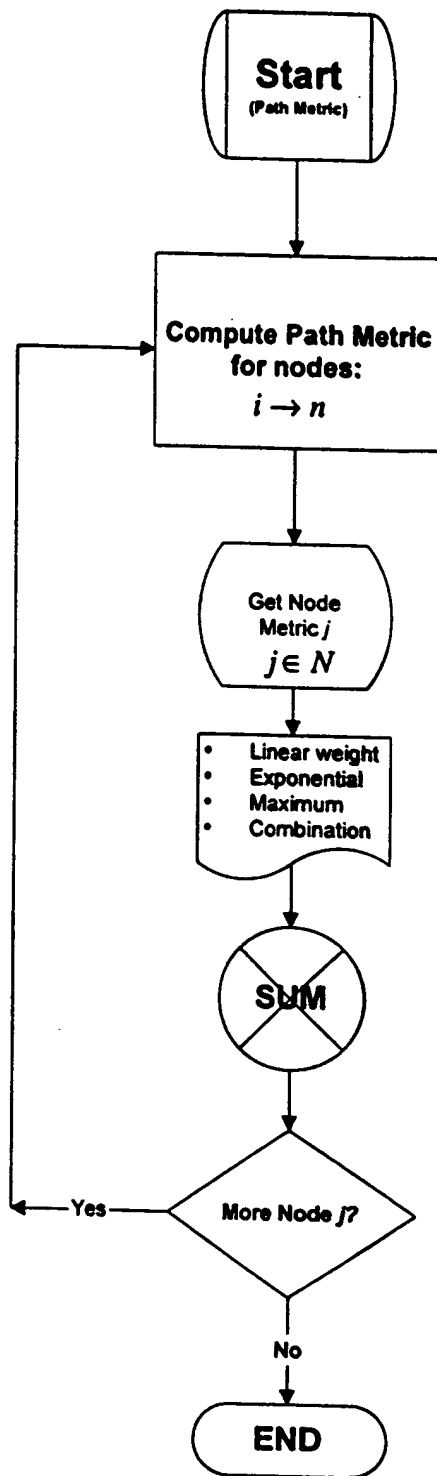 Start
(Path Metric)
Compute Path Metric
for nodes:
i → n
Get Node
Metric j
j ∈ N
• Linear weight
• Exponential
• Maximum
• Combination
SUM
More Node j?
Yes
No
END